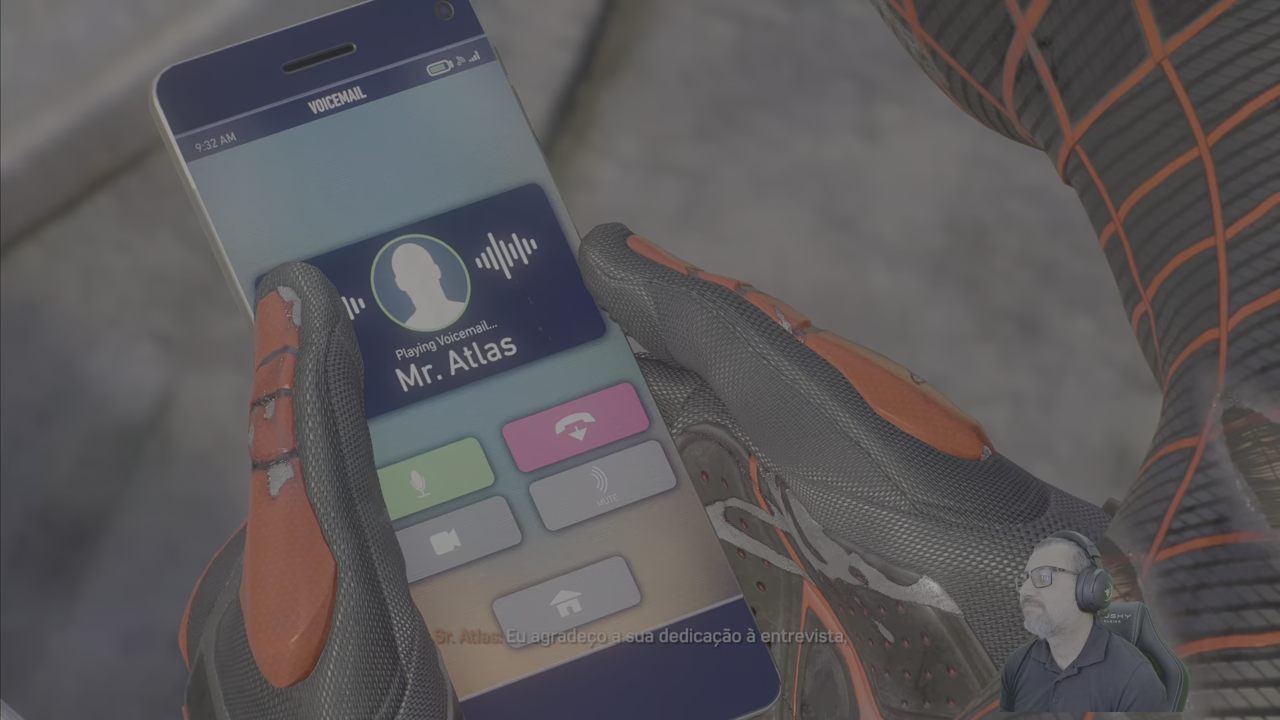 VOICEMAIL
9:32 AM
Playing Voicemail...
Mr. Atlas
MUTE
Sr. Atlas: Eu agradeço a sua dedicação à entrevista,